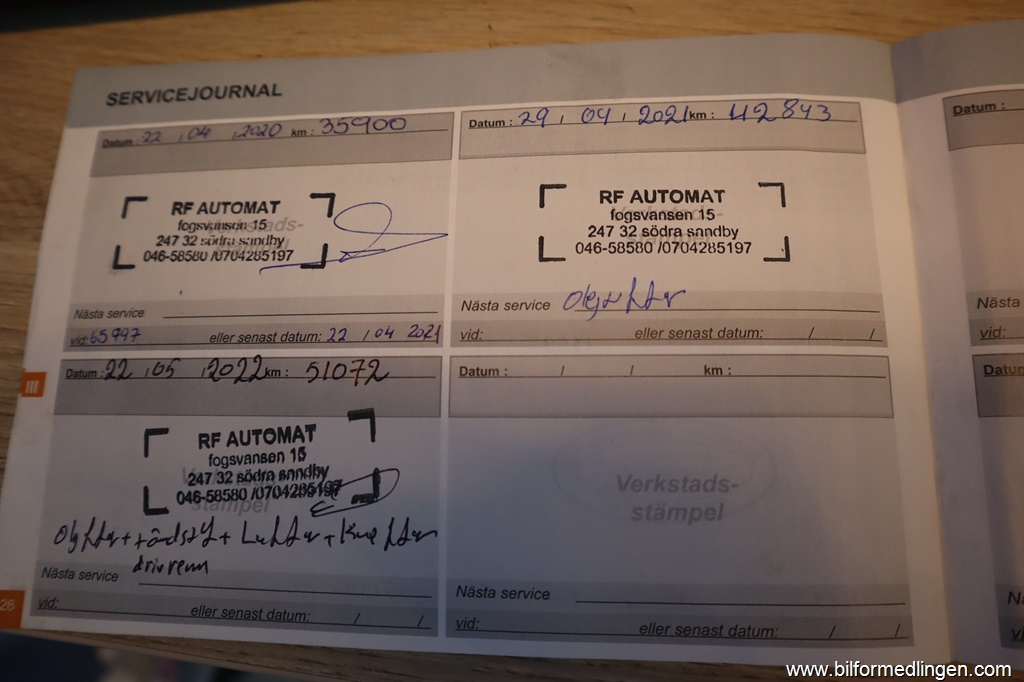 SERVICEJOURNAL
Datum : 22 / 04 / 2020 km : 35900
RF AUTOMAT
fogsvansen 15
247 32 södra sandby
046-58580 /0704285197
Nästa service
vid: 65997 eller senast datum: 22 / 04 2021
Datum : 29 / 04 / 2021 km : 42843
RF AUTOMAT
fogsvansen 15
247 32 södra sandby
046-58580 /0704285197
Nästa service
vid: eller senast datum: / /
Datum : 22 / 05 / 2022 km : 51072
RF AUTOMAT
fogsvansen 15
247 32 södra sandby
046-58580 /0704285197
drivrem
Nästa service
vid: eller senast datum: / /
Datum : / / km :
Verkstads-
stämpel
Nästa service
vid: eller senast datum: / /
III
26
Datum :
Nästa
vid:
Datu
N
www.bilformedlingen.com